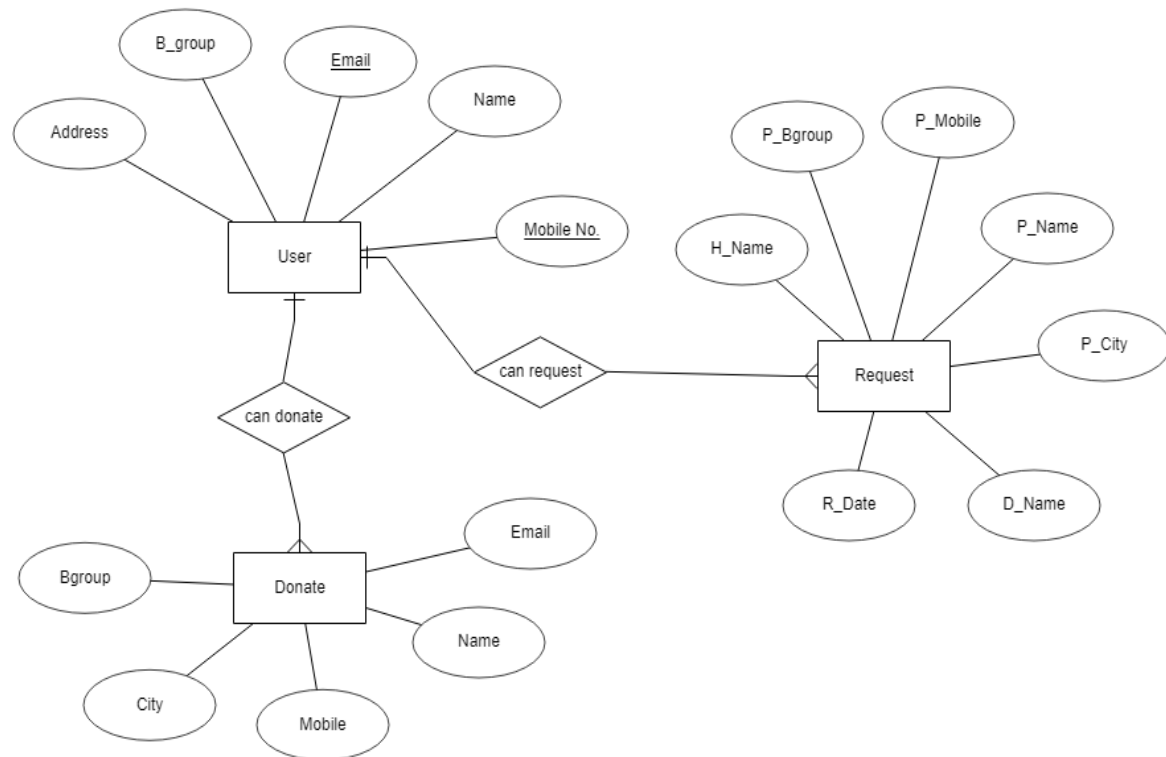 B_group
Email
Name
Address
Mobile No.
User
P_Bgroup
P_Mobile
P_Name
H_Name
P_City
Request
can request
R_Date
D_Name
can donate
Email
Bgroup
Donate
Name
City
Mobile